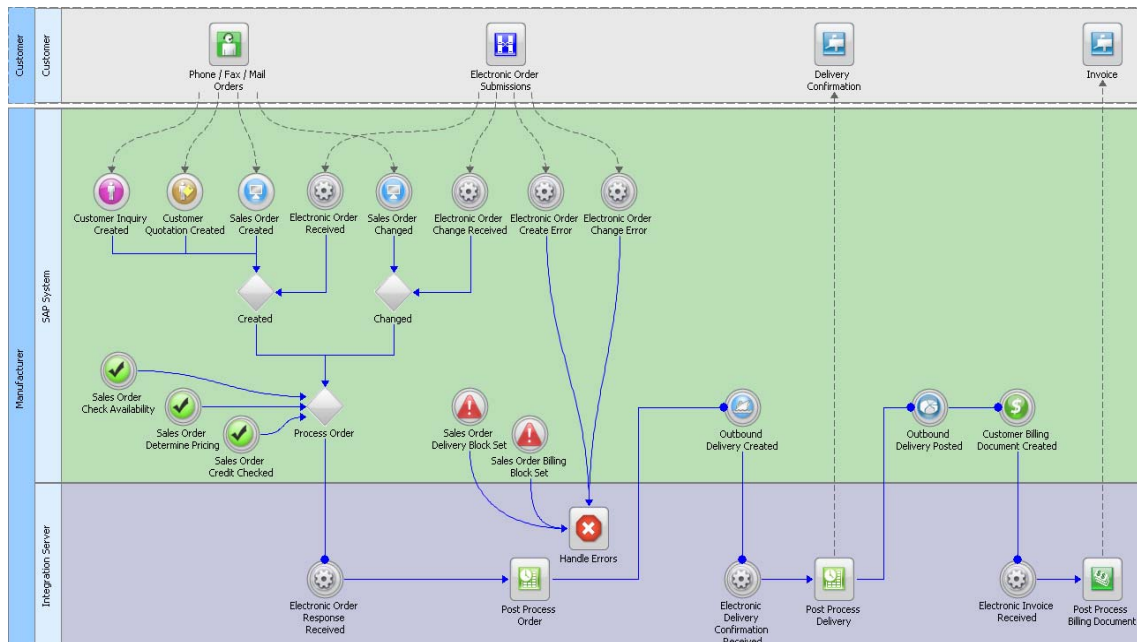 Customer
Customer
Phone / Fax / Mail
Orders
Electronic Order
Submissions
Delivery
Confirmation
Invoice
Manufacturer
SAP System
Customer Inquiry
Created
Customer
Quotation Created
Sales Order
Created
Electronic Order
Received
Sales Order
Changed
Electronic Order
Change Received
Electronic Order
Create Error
Electronic Order
Change Error
Created
Changed
Sales Order
Check Availability
Sales Order
Determine Pricing
Sales Order
Credit Checked
Process Order
Sales Order
Delivery Block Set
Sales Order Billing
Block Set
Outbound
Delivery Created
Outbound
Delivery Posted
Customer Billing
Document Created
Integration Server
Handle Errors
Electronic Order
Response
Received
Post Process
Order
Electronic
Delivery
Confirmation
Received
Post Process
Delivery
Electronic Invoice
Received
Post Process
Billing Document